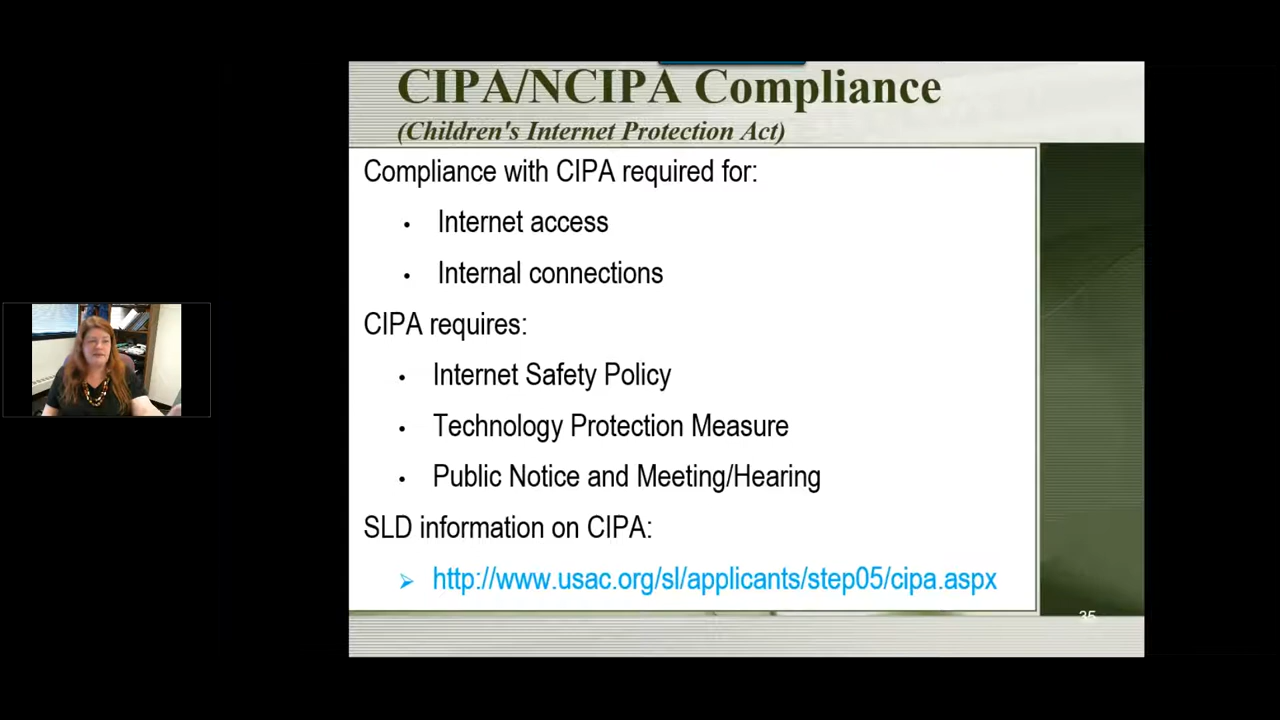 CIPA/NCIPA Compliance
(Children's Internet Protection Act)
Compliance with CIPA required for:
• Internet access
• Internal connections
CIPA requires:
• Internet Safety Policy
• Technology Protection Measure
• Public Notice and Meeting/Hearing
SLD information on CIPA:
➢ http://www.usac.org/sl/applicants/step05/cipa.aspx
35